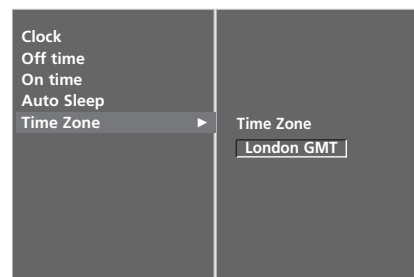 Clock
Off time
On time
Auto Sleep
Time Zone ►
Time Zone
London GMT